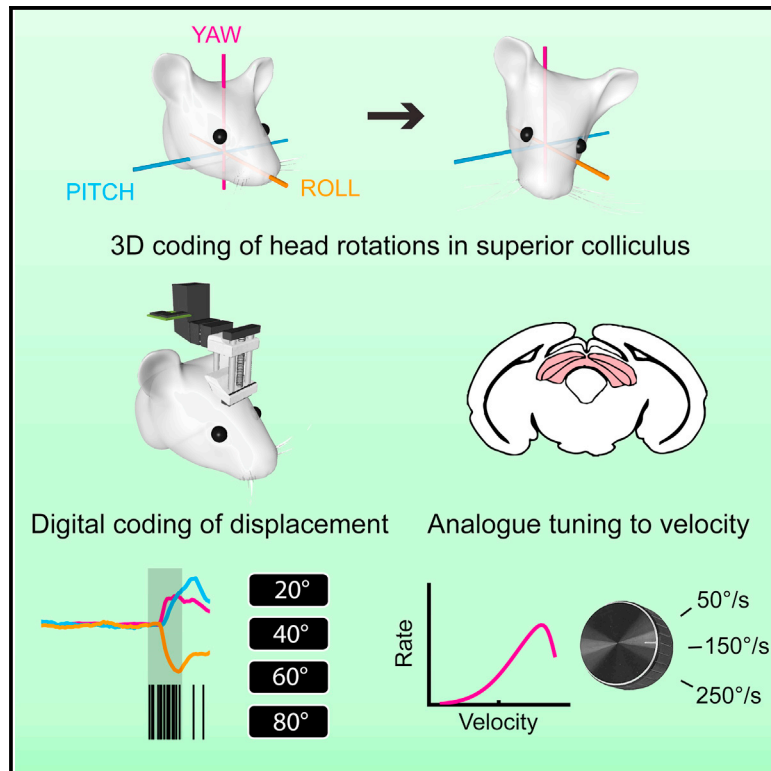 YAW
PITCH
ROLL
3D coding of head rotations in superior colliculus
Digital coding of displacement
Analogue tuning to velocity
20°
40°
60°
80°
Rate
Velocity
50°/s
150°/s
250°/s